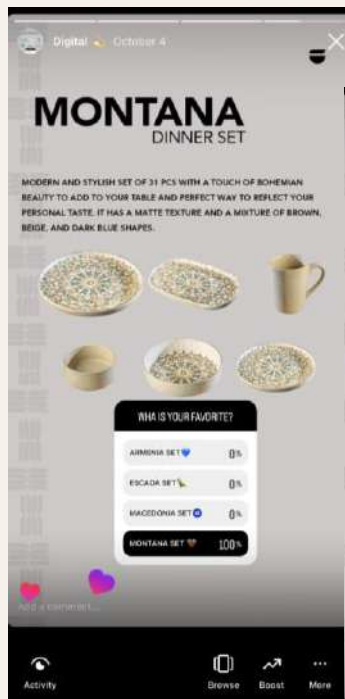 Digital October 4
MONTANA
DINNER SET
MODERN AND STYLISH SET OF 31 PCS WITH A TOUCH OF BOHEMIAN
BEAUTY TO ADD TO YOUR TABLE AND PERFECT WAY TO REFLECT YOUR
PERSONAL TASTE. IT HAS A MATTE TEXTURE AND A MIXTURE OF BROWN,
BEIGE, AND DARK BLUE SHAPES.
WHA IS YOUR FAVORITE?
ARMENIA SET💙 0%
ESCADA SET 0%
MACEDONIA SET 0%
MONTANA SET 🤎 100%
Add a comment...
Activity Browse Boost More